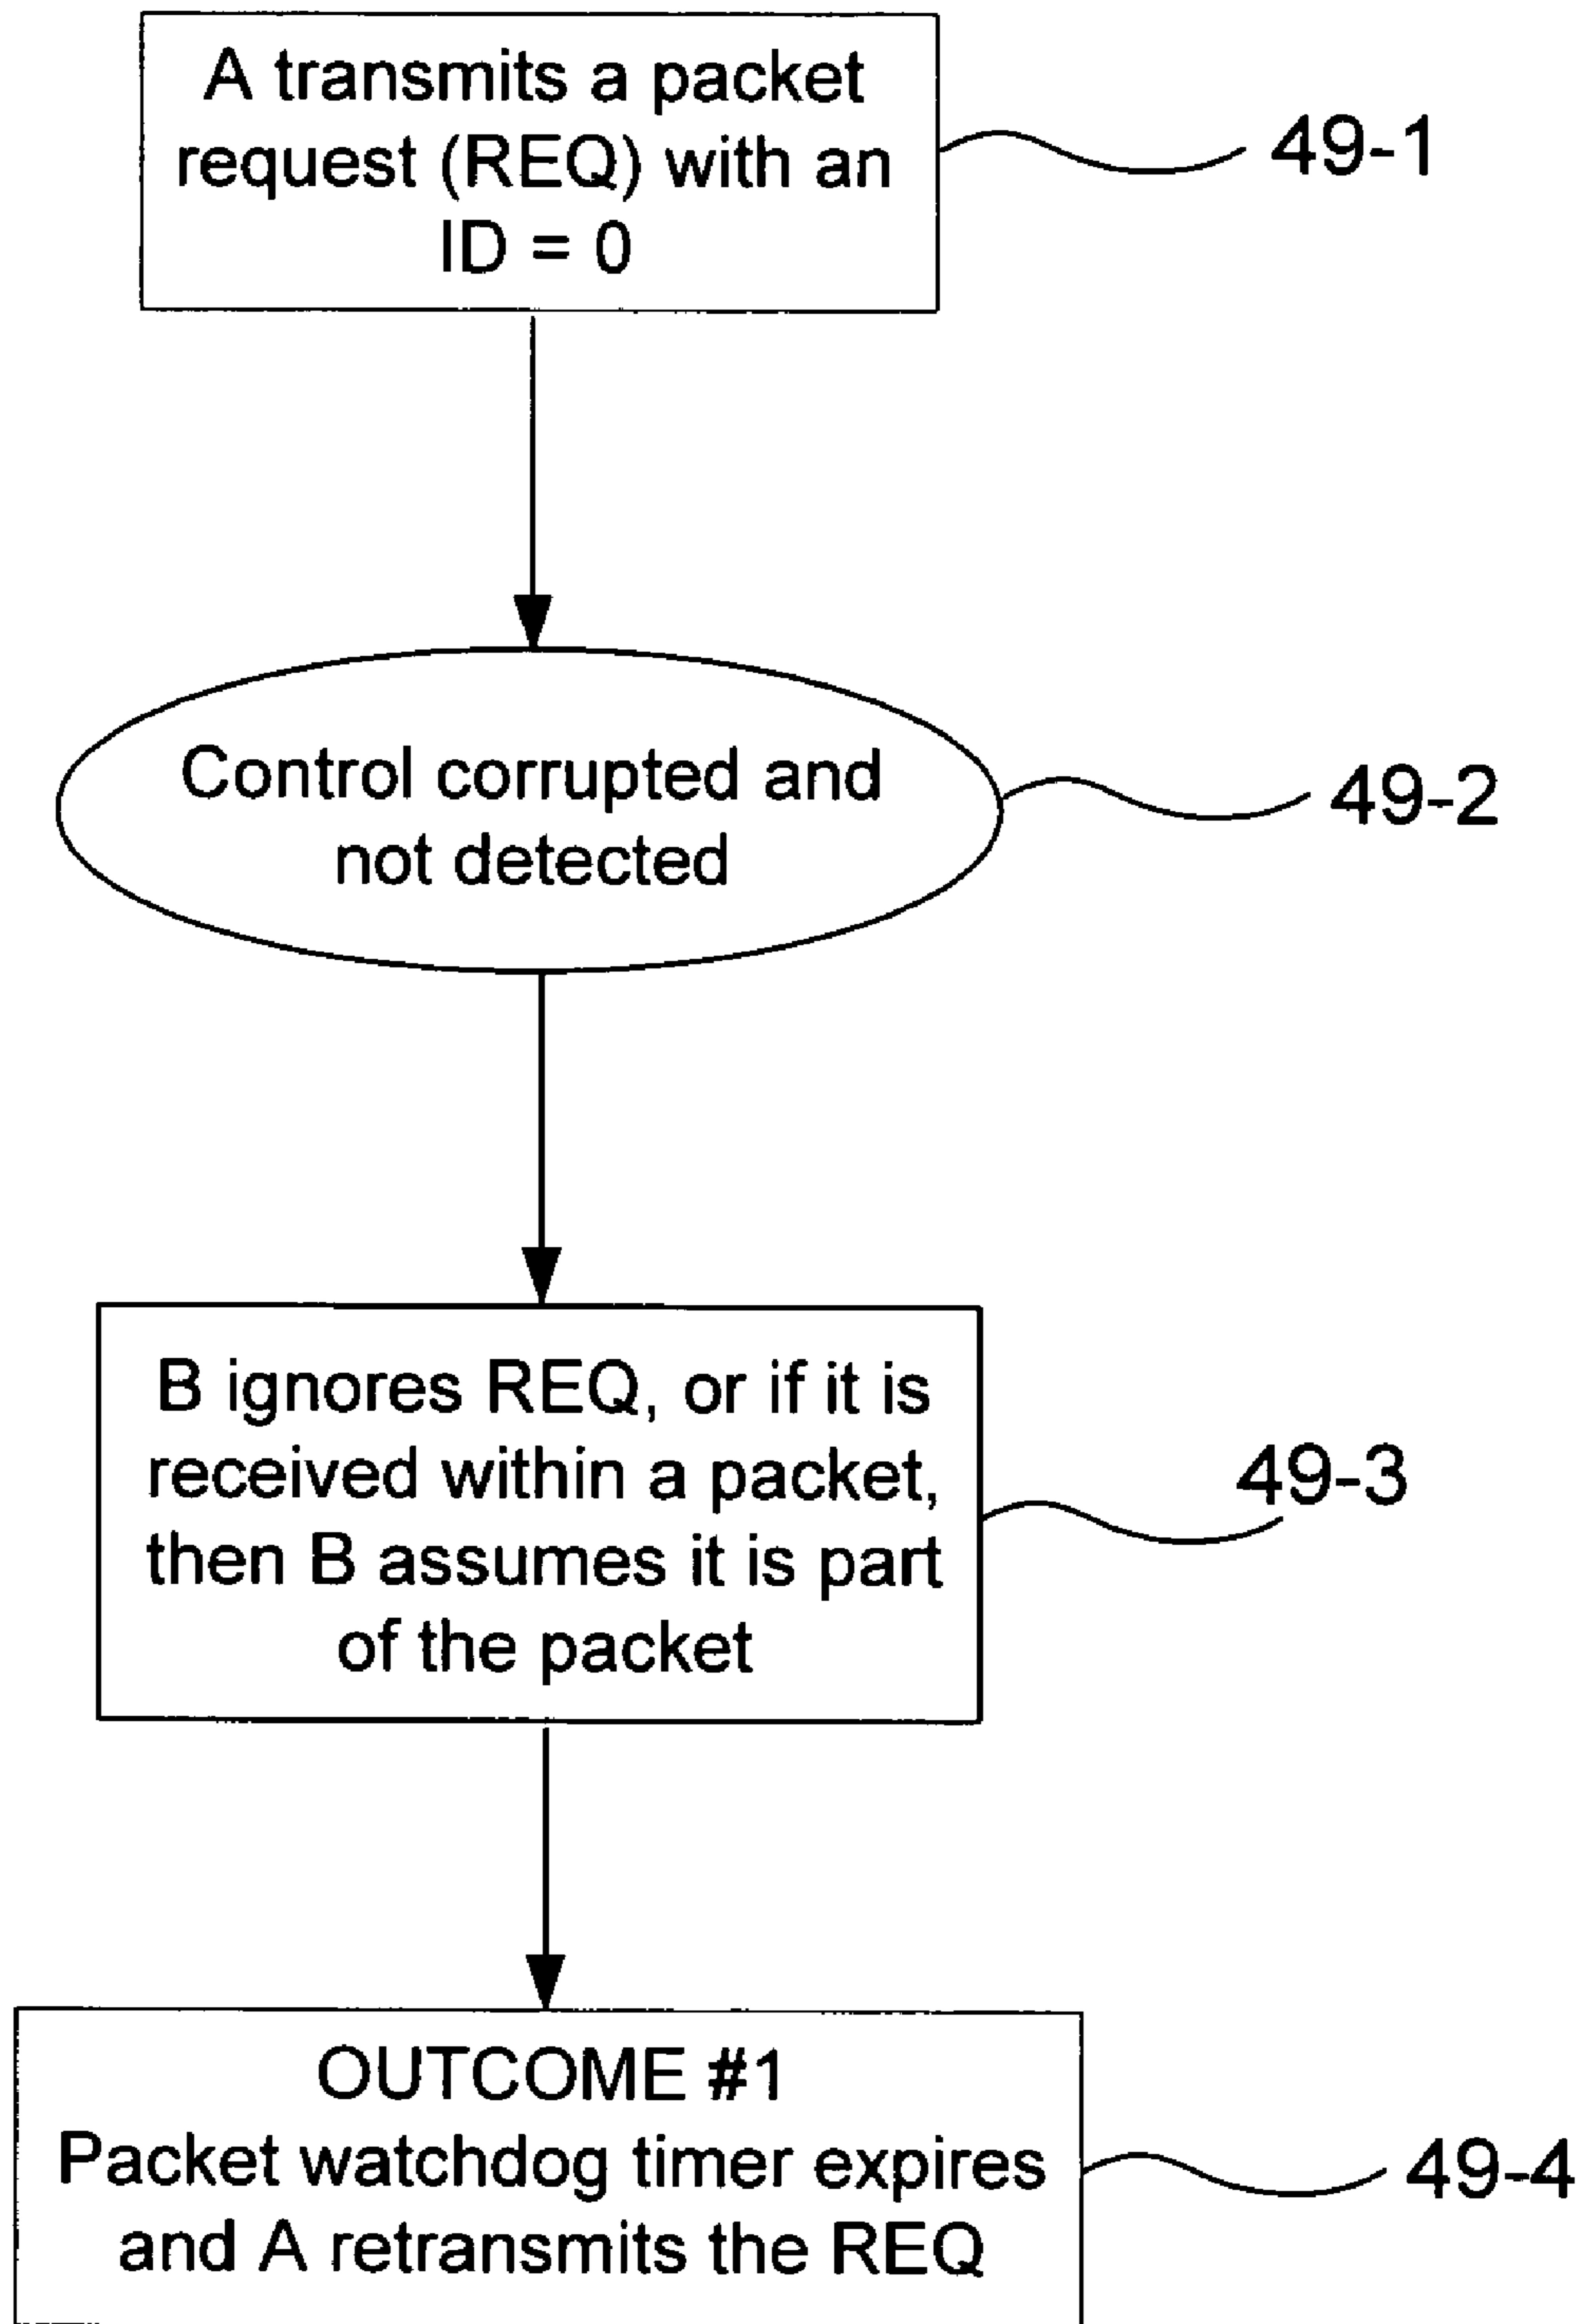 A transmits a packet
request (REQ) with an
ID = 0
49-1
Control corrupted and
not detected
49-2
B ignores REQ, or if it is
received within a packet,
then B assumes it is part
of the packet
49-3
OUTCOME #1
Packet watchdog timer expires
and A retransmits the REQ
49-4